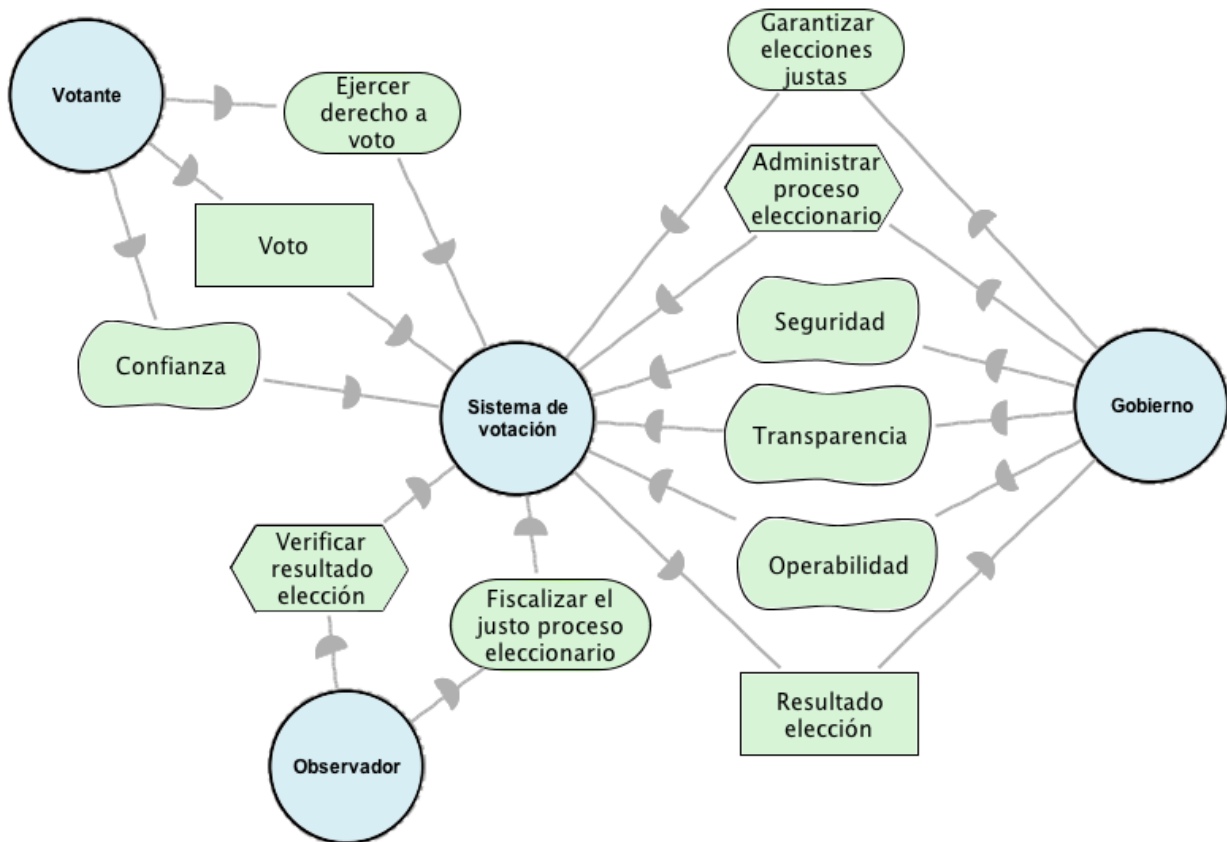 Garantizar
elecciones
justas
Votante
Ejercer
derecho a
voto
Administrar
proceso
eleccionario
Voto
Seguridad
Confianza
Sistema de
votación
Gobierno
Transparencia
Verificar
resultado
elección
Operabilidad
Fiscalizar el
justo proceso
eleccionario
Resultado
elección
Observador